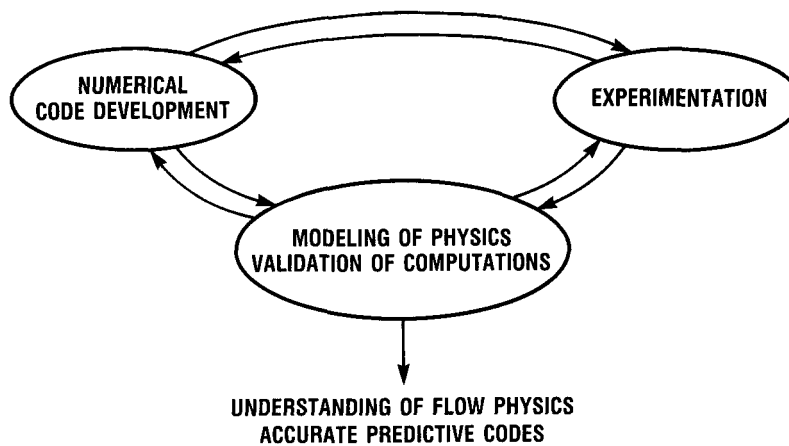 NUMERICAL
CODE DEVELOPMENT
EXPERIMENTATION
MODELING OF PHYSICS
VALIDATION OF COMPUTATIONS
UNDERSTANDING OF FLOW PHYSICS
ACCURATE PREDICTIVE CODES